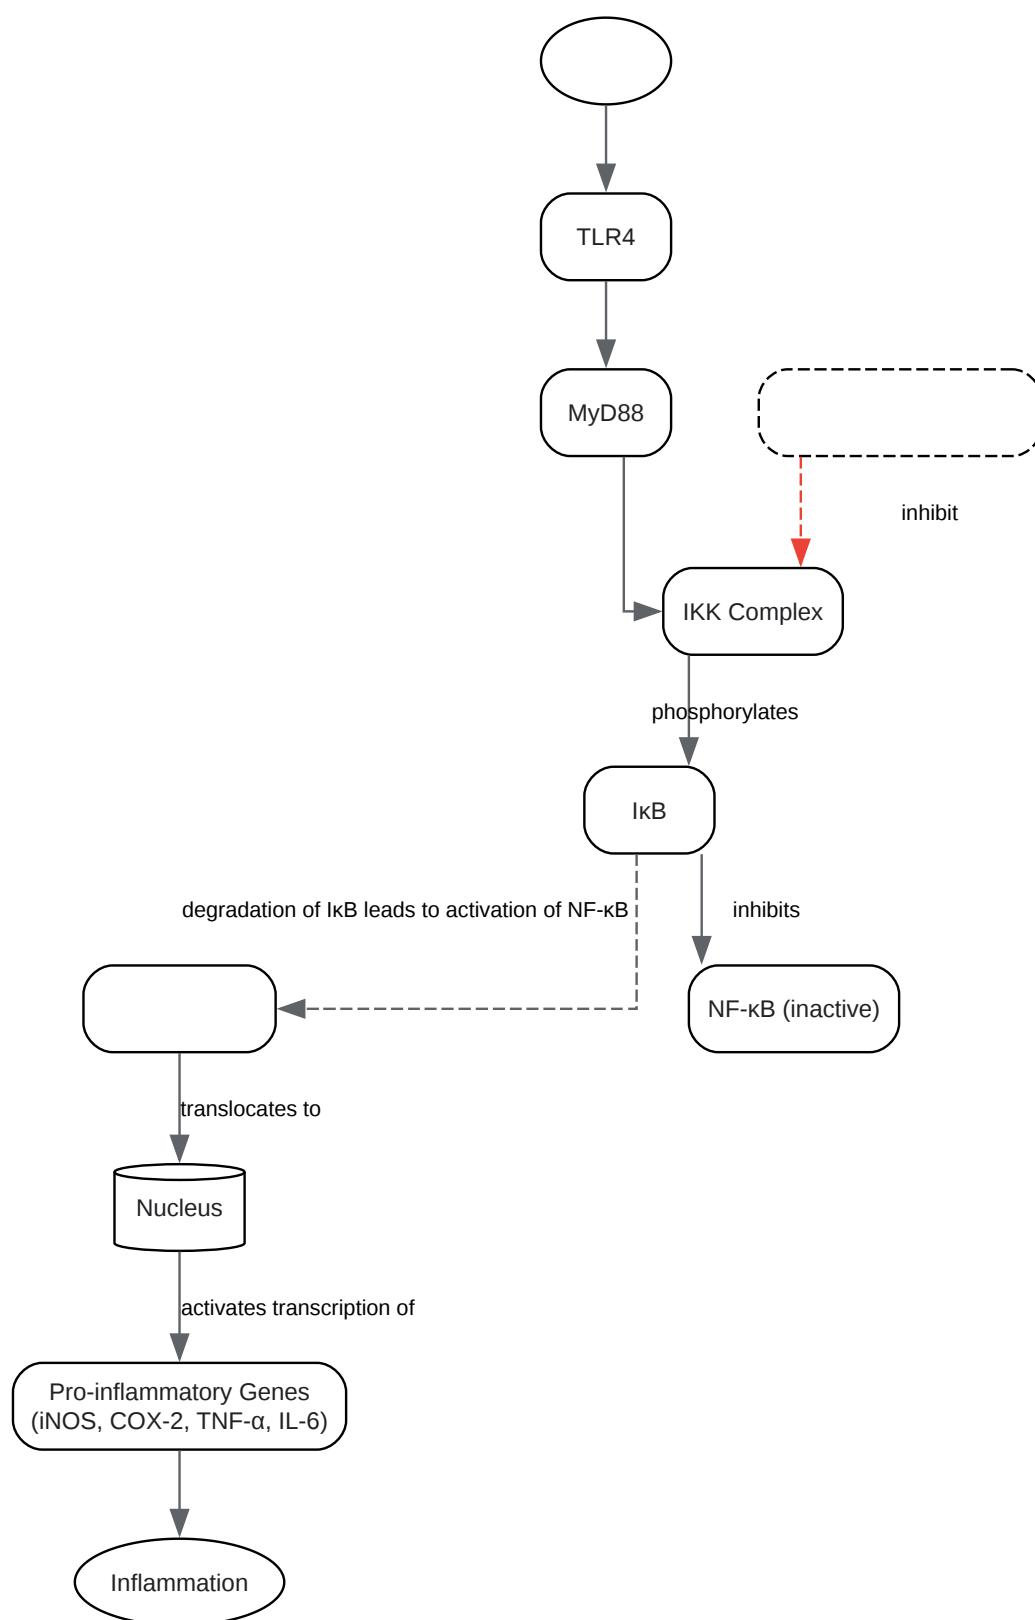 TLR4
MyD88
inhibit
IKK Complex
phosphorylates
IκB
degradation of IκB leads to activation of NF-κB
inhibits
NF-κB (inactive)
translocates to
Nucleus
activates transcription of
Pro-inflammatory Genes
(iNOS, COX-2, TNF-α, IL-6)
Inflammation